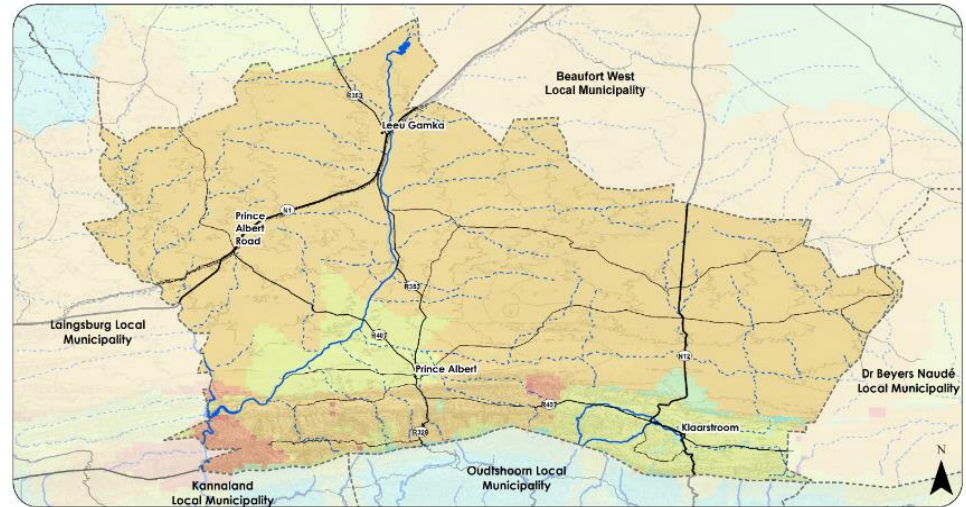 Beaufort West
Local Municipality
R353
Leeu Gamka
Prince
Albert
Road
N1
R353
Laingsburg Local
Municipality
R407
N12
Prince Albert
Dr Beyers Naudé
Local Municipality
R407
Klaarstroom
R328
N
Oudtshoorn Local
Municipality
Kannaland
Local Municipality